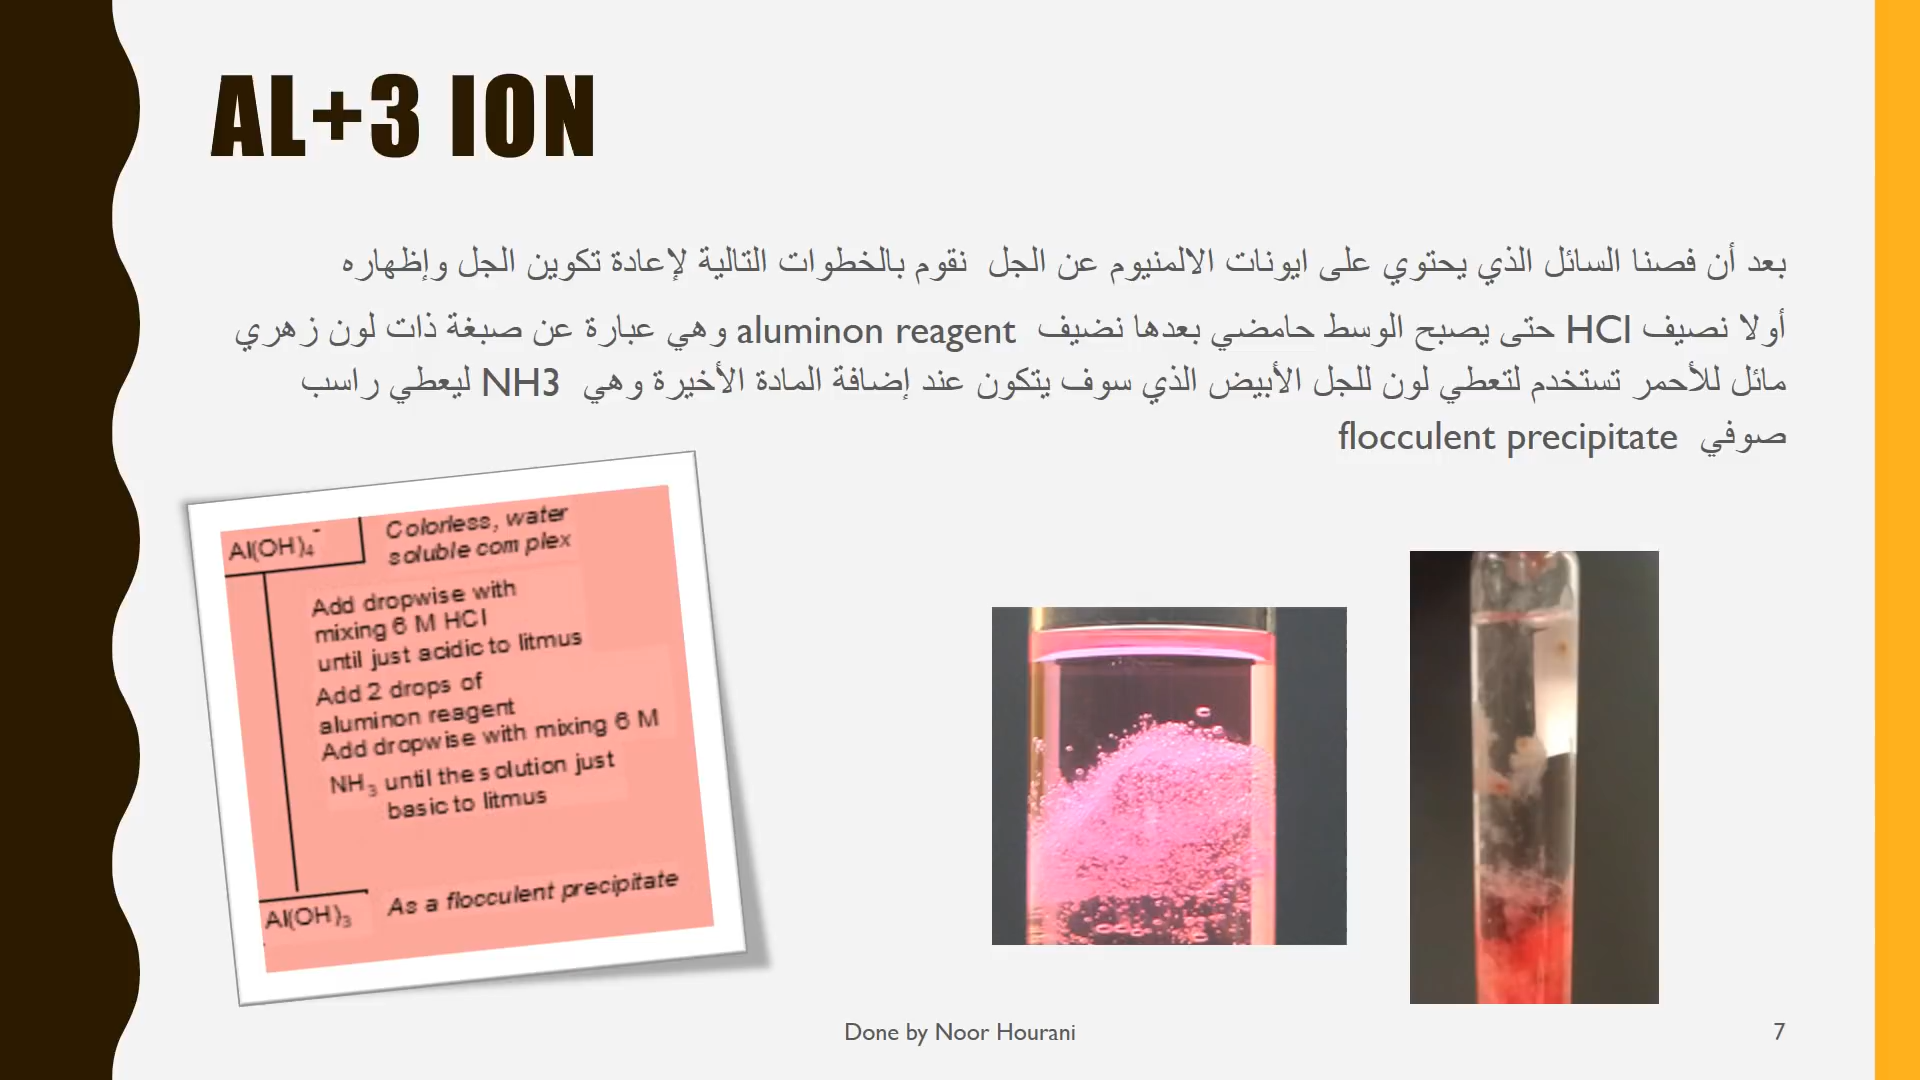 AL+3 ION
بعد أن فصنا السائل الذي يحتوي على ايونات الالمنيوم عن الجل نقوم بالخطوات التالية لإعادة تكوين الجل وإظهاره
أولا نصيف HCl حتى يصبح الوسط حامضي بعدها نضيف aluminon reagent وهي عبارة عن صبغة ذات لون زهري
مائل للأحمر تستخدم لتعطي لون للجل الأبيض الذي سوف يتكون عند إضافة المادة الأخيرة وهي NH3 ليعطي راسب
صوفي flocculent precipitate
Al(OH)₄⁻
Colorless, water
soluble complex
Add dropwise with
mixing 6 M HCl
until just acidic to litmus
Add 2 drops of
aluminon reagent
Add dropwise with mixing 6 M
NH₃ until the solution just
basic to litmus
Al(OH)₃
As a flocculent precipitate
Done by Noor Hourani
7